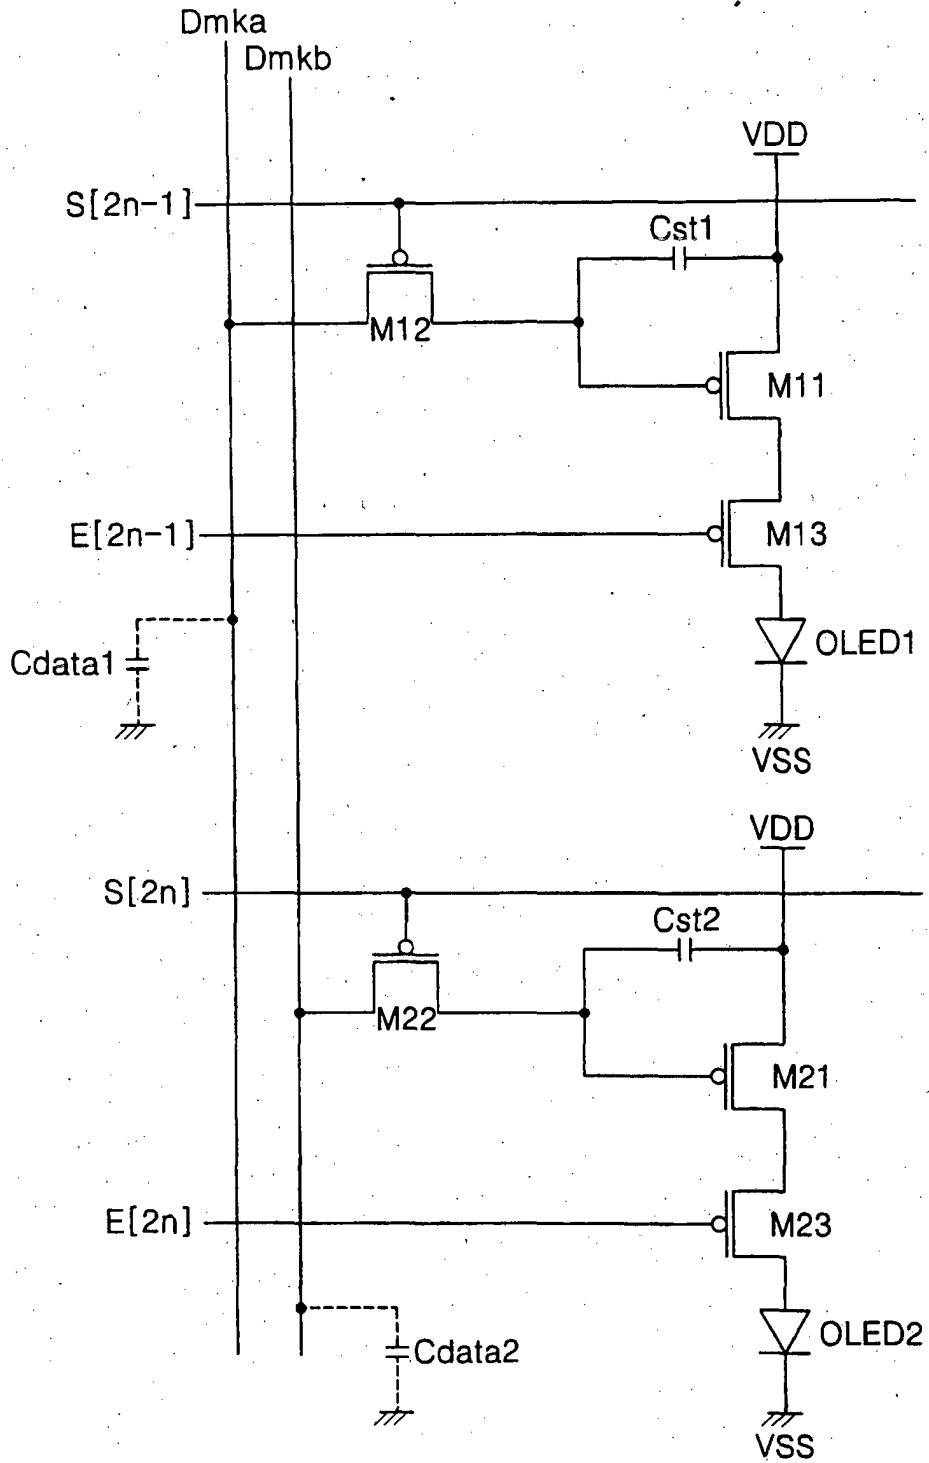 Dmka
Dmkb
VDD
S[2n-1]
Cst1
M12
M11
E[2n-1]
M13
Cdata1
OLED1
VSS
VDD
S[2n]
Cst2
M22
M21
E[2n]
M23
OLED2
Cdata2
VSS